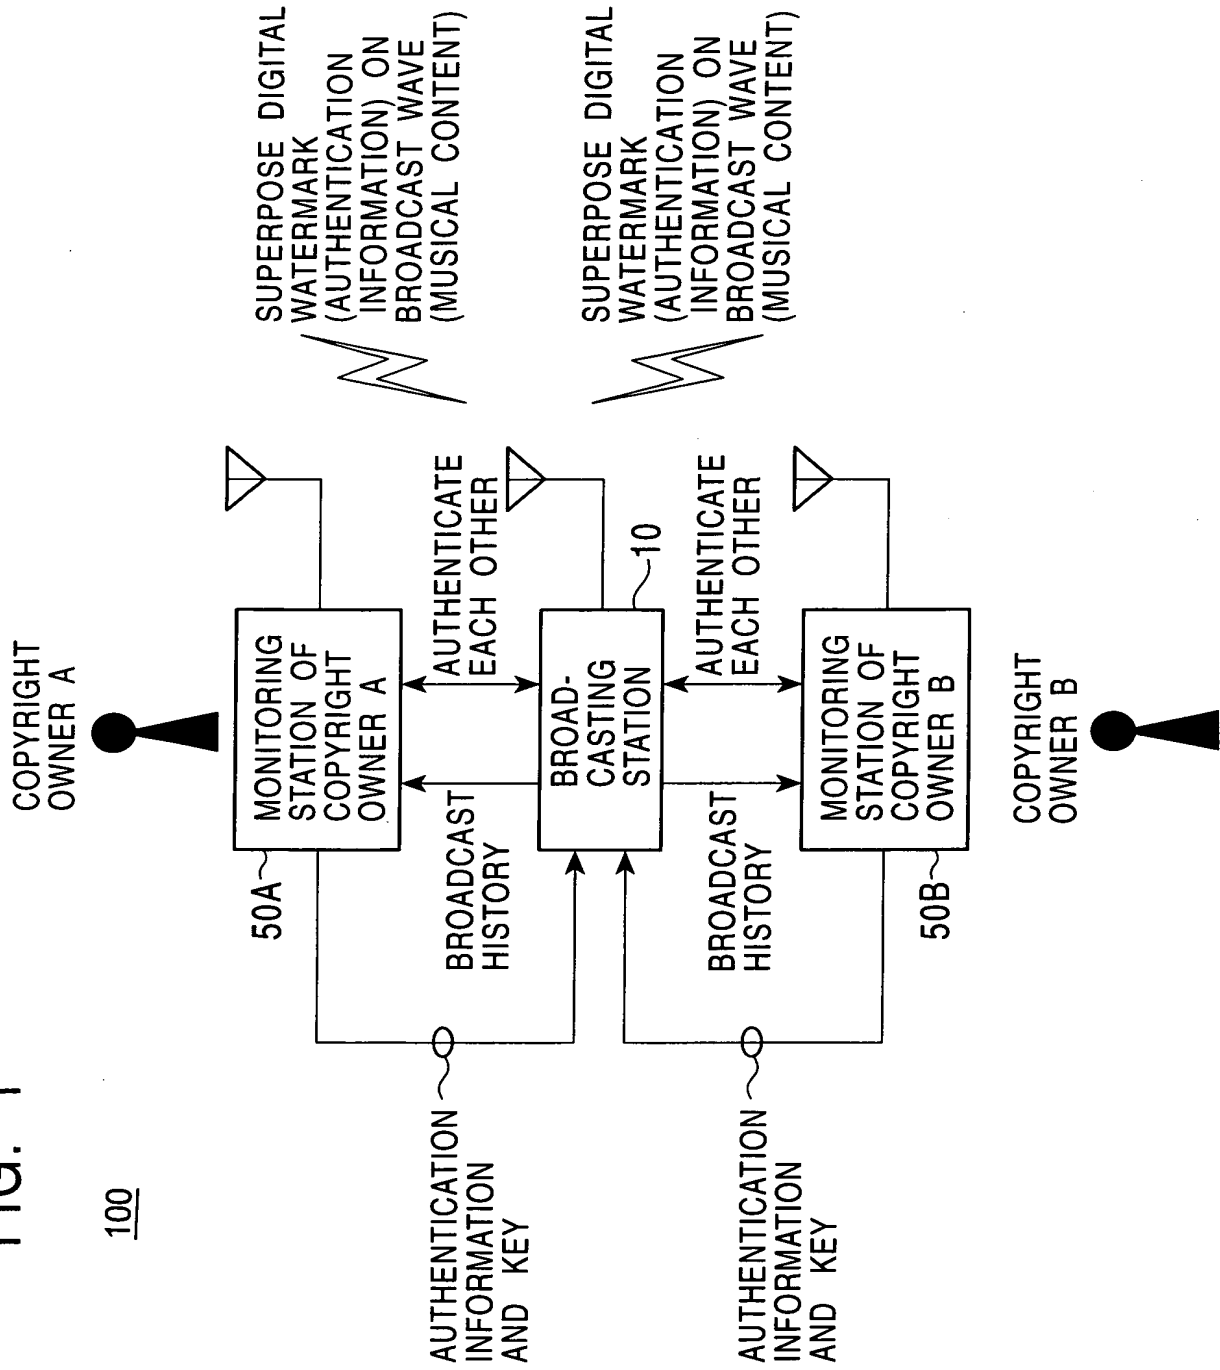 FIG. 1
100
COPYRIGHT
OWNER A
50A
MONITORING
STATION OF
COPYRIGHT
OWNER A
SUPERPOSE DIGITAL
WATERMARK
(AUTHENTICATION
INFORMATION) ON
BROADCAST WAVE
(MUSICAL CONTENT)
AUTHENTICATION
INFORMATION
AND KEY
BROADCAST
HISTORY
AUTHENTICATE
EACH OTHER
BROAD-
CASTING
STATION
10
SUPERPOSE DIGITAL
WATERMARK
(AUTHENTICATION
INFORMATION) ON
BROADCAST WAVE
(MUSICAL CONTENT)
AUTHENTICATION
INFORMATION
AND KEY
BROADCAST
HISTORY
AUTHENTICATE
EACH OTHER
50B
MONITORING
STATION OF
COPYRIGHT
OWNER B
COPYRIGHT
OWNER B